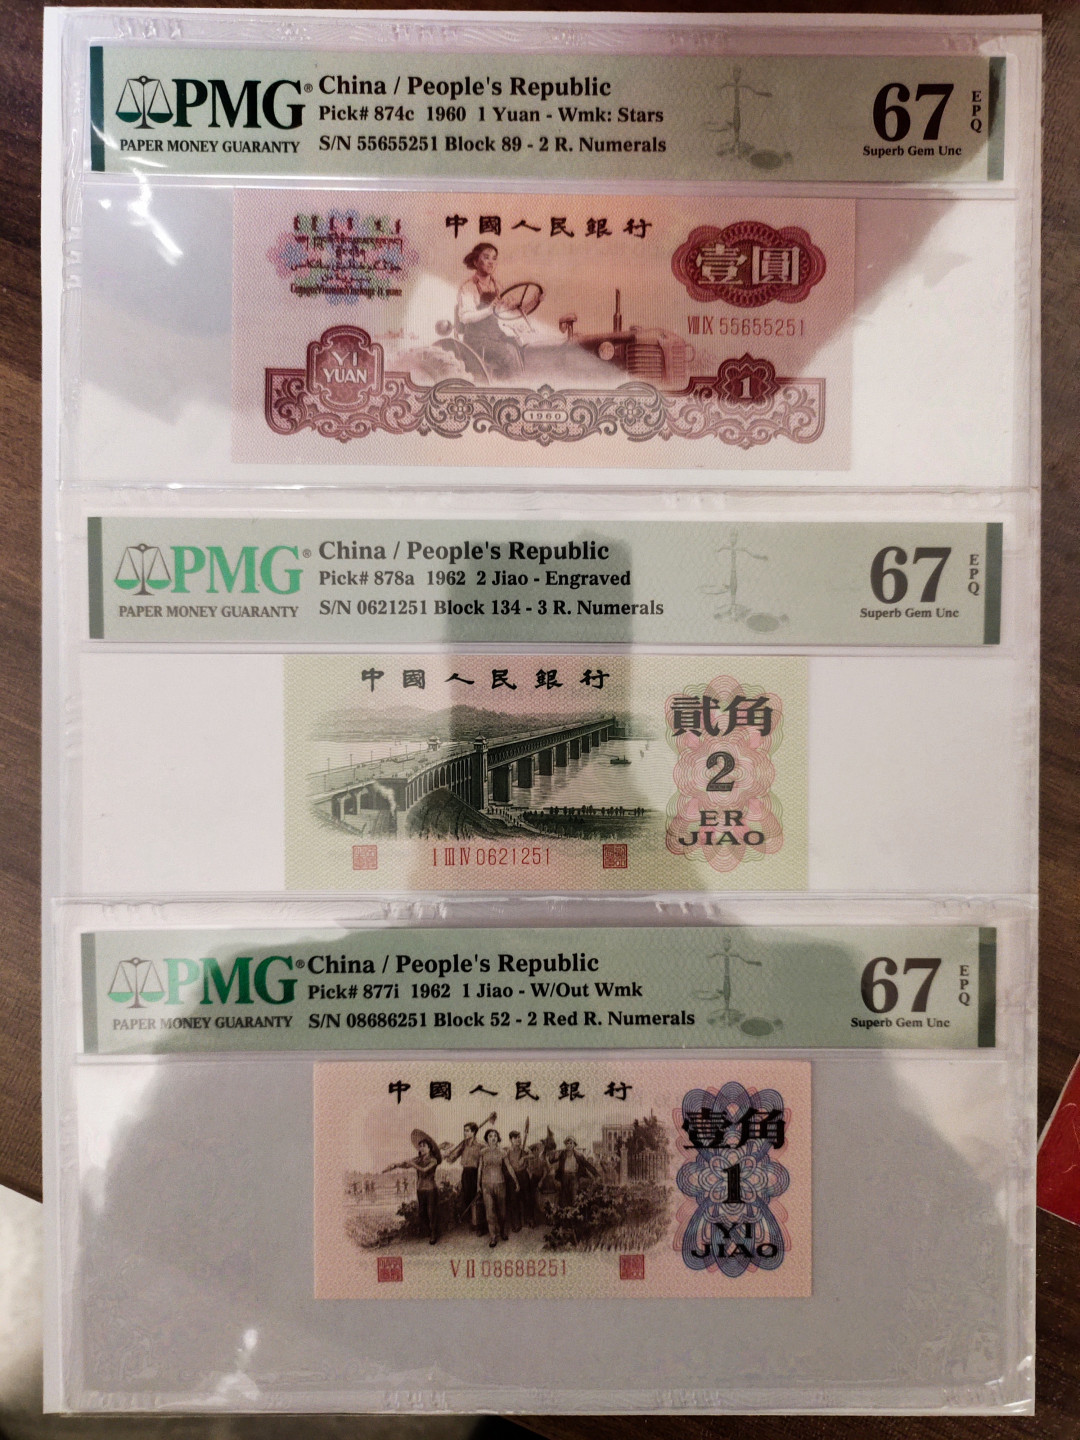 PMG®
PAPER MONEY GUARANTY
China / People's Republic
Pick# 874c 1960 1 Yuan - Wmk: Stars
S/N 55655251 Block 89 - 2 R. Numerals
67
EPQ
Superb Gem Unc
中國人民銀行
壹圓
VIII IX 55655251
YI
YUAN
1960
1
PMG®
PAPER MONEY GUARANTY
China / People's Republic
Pick# 878a 1962 2 Jiao - Engraved
S/N 0621251 Block 134 - 3 R. Numerals
67
EPQ
Superb Gem Unc
中國人民銀行
貳角
2
ER
JIAO
I III IV 0621251
PMG®
PAPER MONEY GUARANTY
China / People's Republic
Pick# 877i 1962 1 Jiao - W/Out Wmk
S/N 08686251 Block 52 - 2 Red R. Numerals
67
EPQ
Superb Gem Unc
中國人民銀行
壹角
1
YI
JIAO
V II 08686251